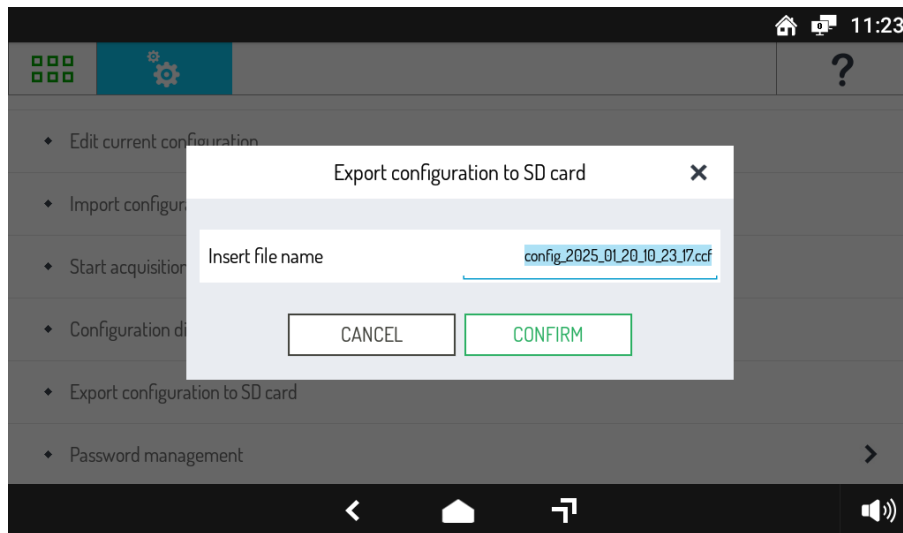 11:23
?
Edit current configuration
Export configuration to SD card
Import configur
Insert file name
config_2025_01_20_10_23_17.ccf
Start acquisition
Configuration di
CANCEL
CONFIRM
Export configuration to SD card
Password management